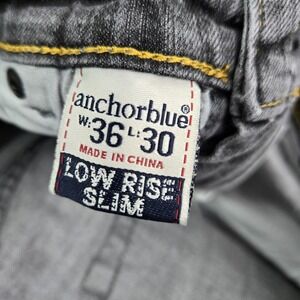 anchorblue®
W:36 L:30
MADE IN CHINA
LOW RISE
SLIM